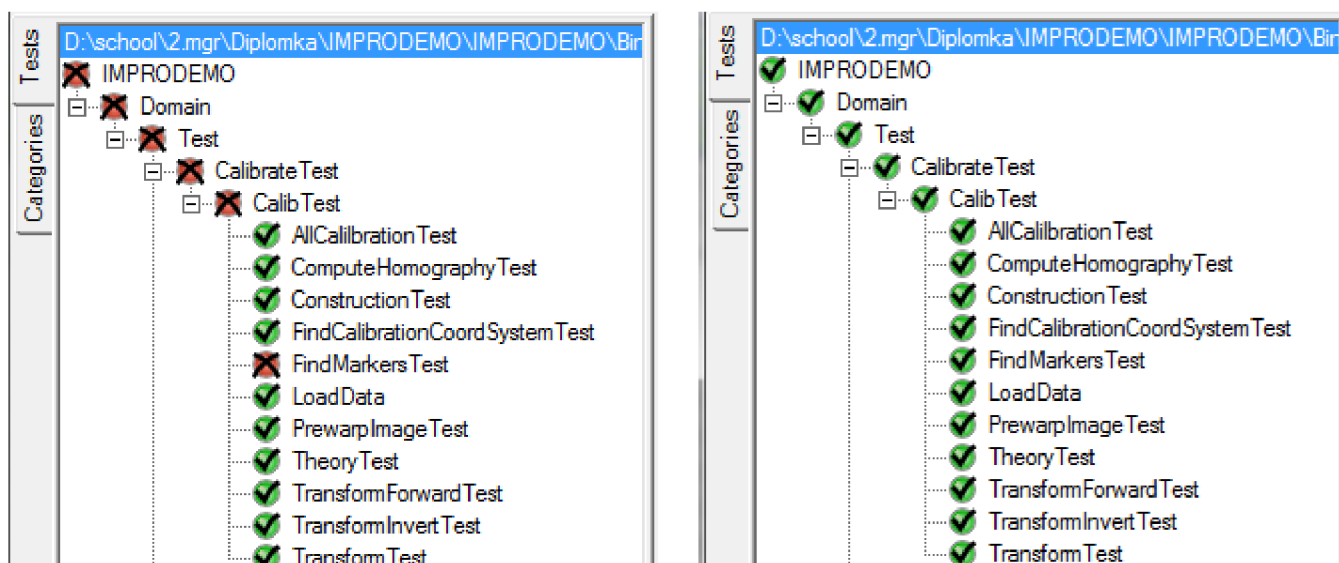 Tests
Categories
D:\school\2.mgr\Diplomka\IMPRODEMO\IMPRODEMO\Bir
IMPRODEMO
Domain
Test
CalibrateTest
CalibTest
AllCalilbrationTest
ComputeHomographyTest
ConstructionTest
FindCalibrationCoordSystemTest
FindMarkersTest
LoadData
PrewarpImageTest
TheoryTest
TransformForwardTest
TransformInvertTest
TransformTest
Tests
Categories
D:\school\2.mgr\Diplomka\IMPRODEMO\IMPRODEMO\Bin
IMPRODEMO
Domain
Test
CalibrateTest
CalibTest
AllCalilbrationTest
ComputeHomographyTest
ConstructionTest
FindCalibrationCoordSystemTest
FindMarkersTest
LoadData
PrewarpImageTest
TheoryTest
TransformForwardTest
TransformInvertTest
TransformTest